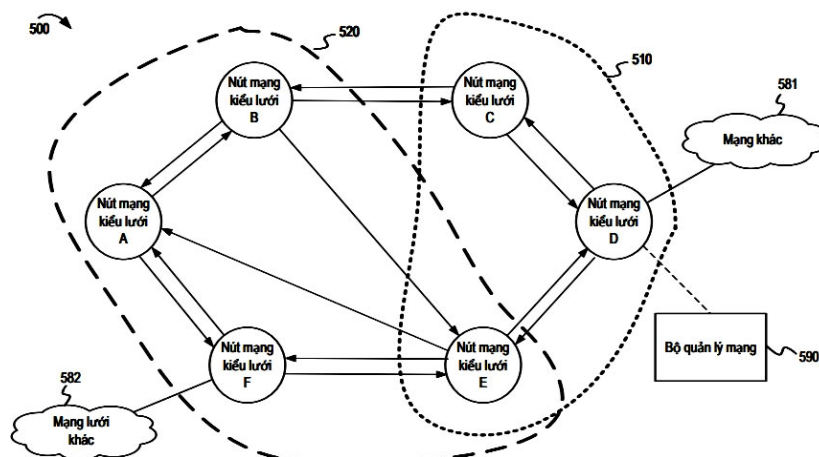 500
520
510
581
Nút mạng
kiểu lưới
B
Nút mạng
kiểu lưới
C
Mạng khác
Nút mạng
kiểu lưới
A
Nút mạng
kiểu lưới
D
Nút mạng
kiểu lưới
F
Nút mạng
kiểu lưới
E
Bộ quản lý mạng
590
582
Mạng lưới
khác